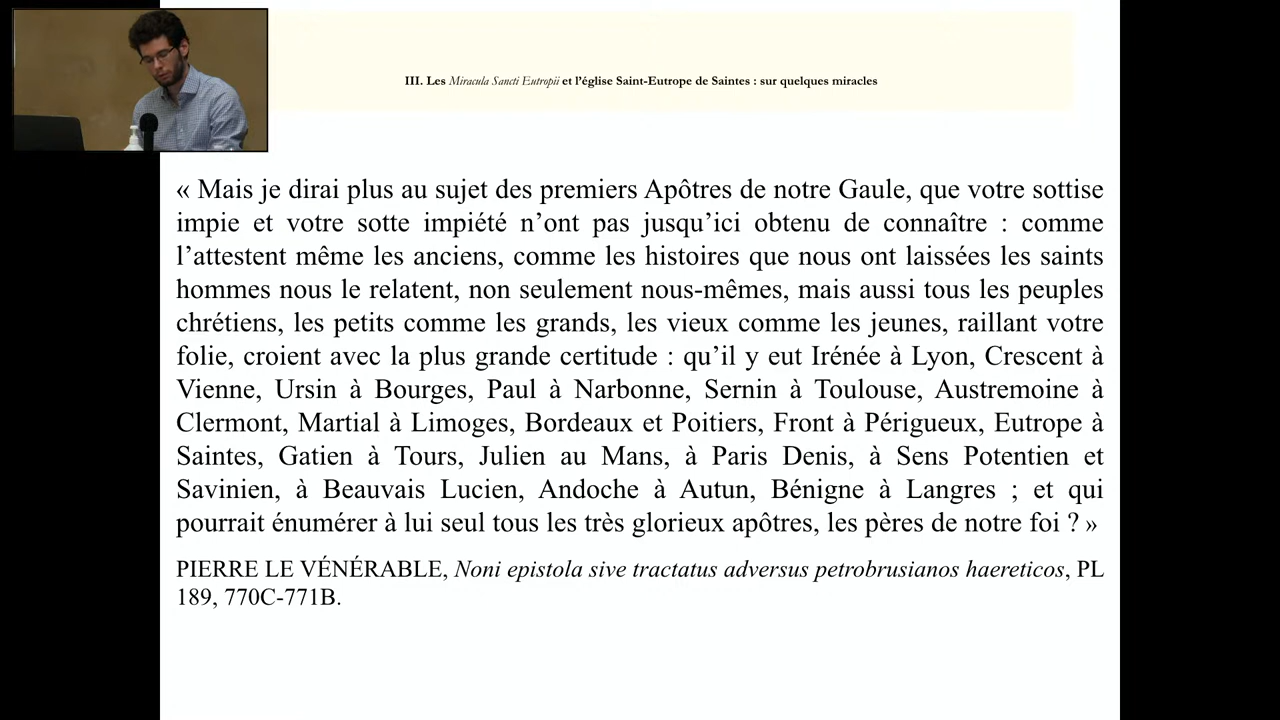 III. Les Miracula Sancti Eutropii et l’église Saint-Eutrope de Saintes : sur quelques miracles
« Mais je dirai plus au sujet des premiers Apôtres de notre Gaule, que votre sottise
impie et votre sotte impiété n’ont pas jusqu’ici obtenu de connaître : comme
l’attestent même les anciens, comme les histoires que nous ont laissées les saints
hommes nous le relatent, non seulement nous-mêmes, mais aussi tous les peuples
chrétiens, les petits comme les grands, les vieux comme les jeunes, raillant votre
folie, croient avec la plus grande certitude : qu’il y eut Irénée à Lyon, Crescent à
Vienne, Ursin à Bourges, Paul à Narbonne, Sernin à Toulouse, Austremoine à
Clermont, Martial à Limoges, Bordeaux et Poitiers, Front à Périgueux, Eutrope à
Saintes, Gatien à Tours, Julien au Mans, à Paris Denis, à Sens Potentien et
Savinien, à Beauvais Lucien, Andoche à Autun, Bénigne à Langres ; et qui
pourrait énumérer à lui seul tous les très glorieux apôtres, les pères de notre foi ? »
PIERRE LE VÉNÉRABLE, Noni epistola sive tractatus adversus petrobrusianos haereticos, PL
189, 770C-771B.